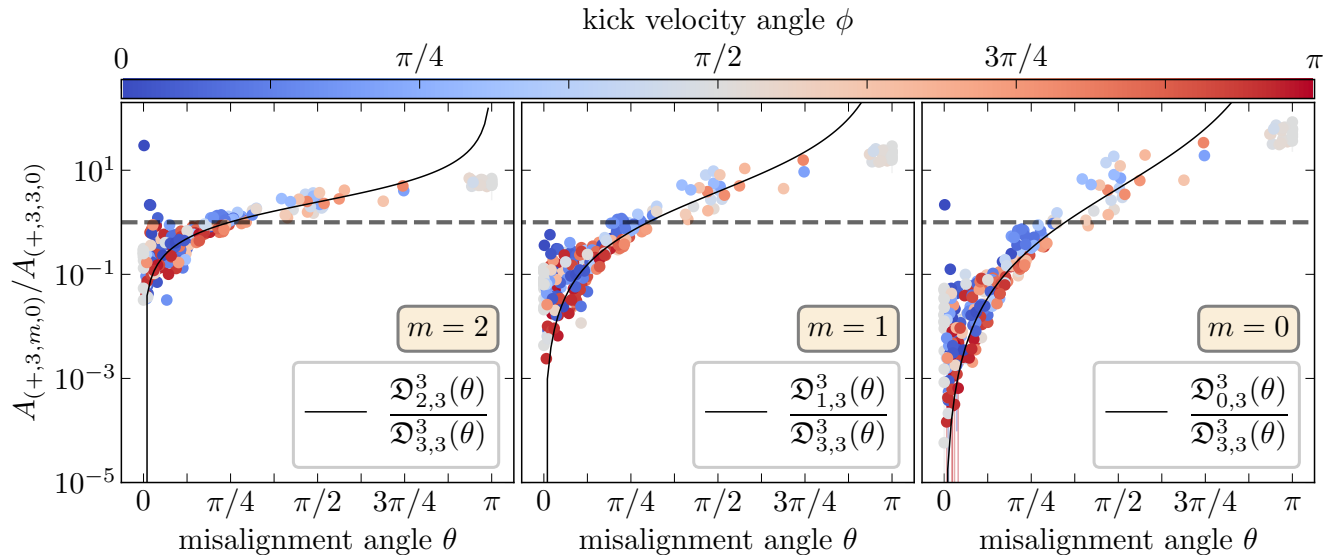 kick velocity angle ϕ
0 π/4 π/2 3π/4 π
A(+,3,m,0)/A(+,3,3,0)
10¹
10⁻¹
10⁻³
10⁻⁵
m = 2
𝔇³₂,₃(θ)
𝔇³₃,₃(θ)
m = 1
𝔇³₁,₃(θ)
𝔇³₃,₃(θ)
m = 0
𝔇³₀,₃(θ)
𝔇³₃,₃(θ)
0 π/4 π/2 3π/4 π
0 π/4 π/2 3π/4 π
0 π/4 π/2 3π/4 π
misalignment angle θ
misalignment angle θ
misalignment angle θ